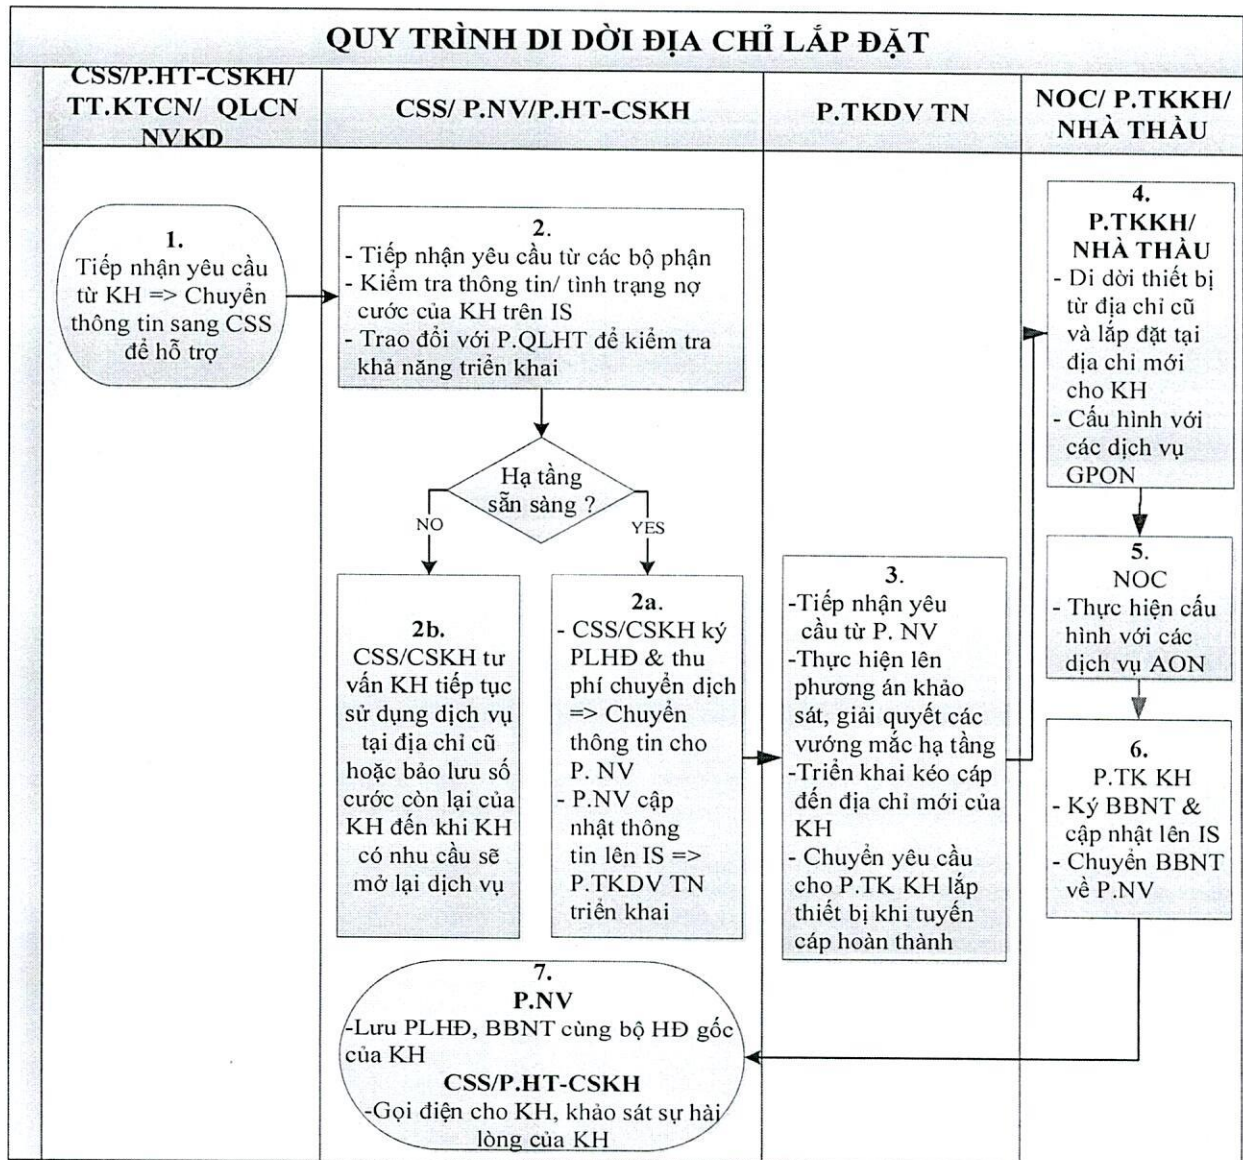 QUY TRÌNH DI DỜI ĐỊA CHỈ LẮP ĐẶT
CSS/P.HT-CSKH/
TT.KTCN/ QLCN
NVKD
CSS/ P.NV/P.HT-CSKH
P.TKDV TN
NOC/ P.TKKH/
NHÀ THẦU
1.
Tiếp nhận yêu cầu
từ KH => Chuyển
thông tin sang CSS
để hỗ trợ
2.
- Tiếp nhận yêu cầu từ các bộ phận
- Kiểm tra thông tin/ tình trạng nợ
cước của KH trên IS
- Trao đổi với P.QLHT để kiểm tra
khả năng triển khai
Hạ tầng
sẵn sàng ?
NO
YES
2b.
CSS/CSKH tư
vấn KH tiếp tục
sử dụng dịch vụ
tại địa chỉ cũ
hoặc bảo lưu số
cước còn lại của
KH đến khi KH
có nhu cầu sẽ
mở lại dịch vụ
2a.
- CSS/CSKH ký
PLHĐ & thu
phí chuyển dịch
=> Chuyển
thông tin cho
P. NV
- P.NV cập
nhật thông
tin lên IS =>
P.TKDV TN
triển khai
3.
-Tiếp nhận yêu
cầu từ P. NV
-Thực hiện lên
phương án khảo
sát, giải quyết các
vướng mắc hạ tầng
-Triển khai kéo cáp
đến địa chỉ mới của
KH
- Chuyển yêu cầu
cho P.TK KH lắp
thiết bị khi tuyến
cáp hoàn thành
4.
P.TKKH/
NHÀ THẦU
- Di dời thiết bị
từ địa chỉ cũ
và lắp đặt tại
địa chỉ mới
cho KH
- Cấu hình với
các dịch vụ
GPON
5.
NOC
- Thực hiện cấu
hình với các
dịch vụ AON
6.
P.TK KH
- Ký BBNT &
cập nhật lên IS
- Chuyển BBNT
về P.NV
7.
P.NV
-Lưu PLHĐ, BBNT cùng bộ HĐ gốc
của KH
CSS/P.HT-CSKH
-Gọi điện cho KH, khảo sát sự hài
lòng của KH